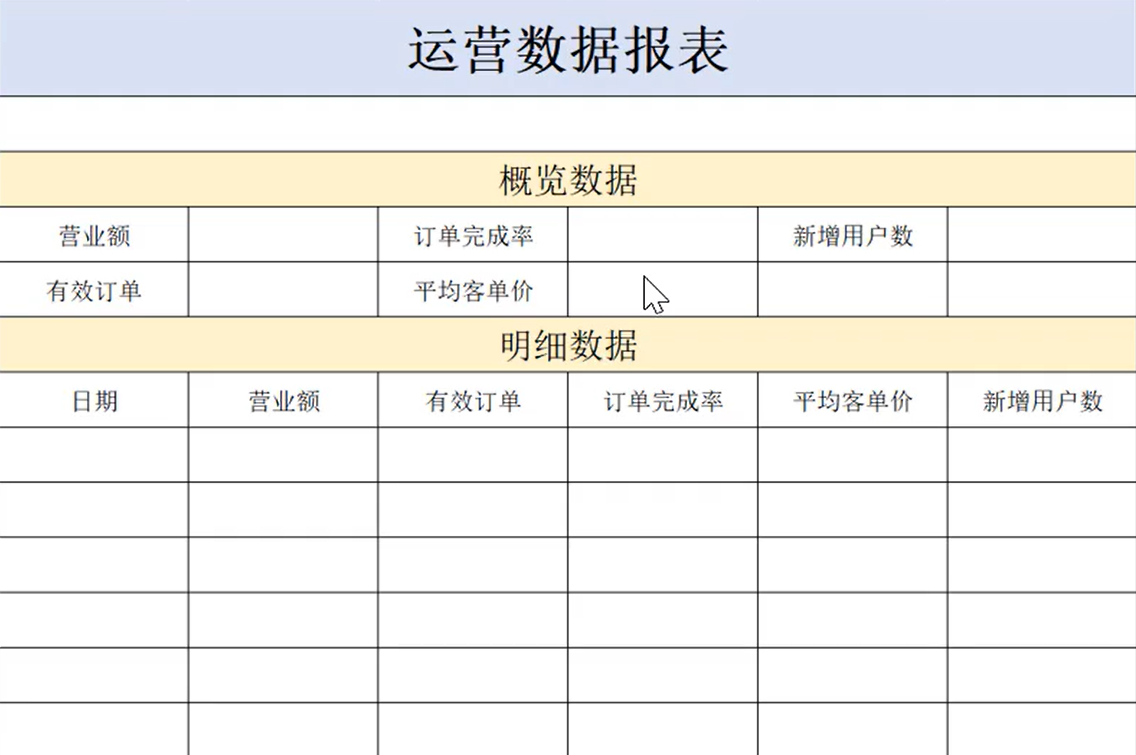 运营数据报表
概览数据
营业额 订单完成率 新增用户数
有效订单 平均客单价
明细数据
日期 营业额 有效订单 订单完成率 平均客单价 新增用户数